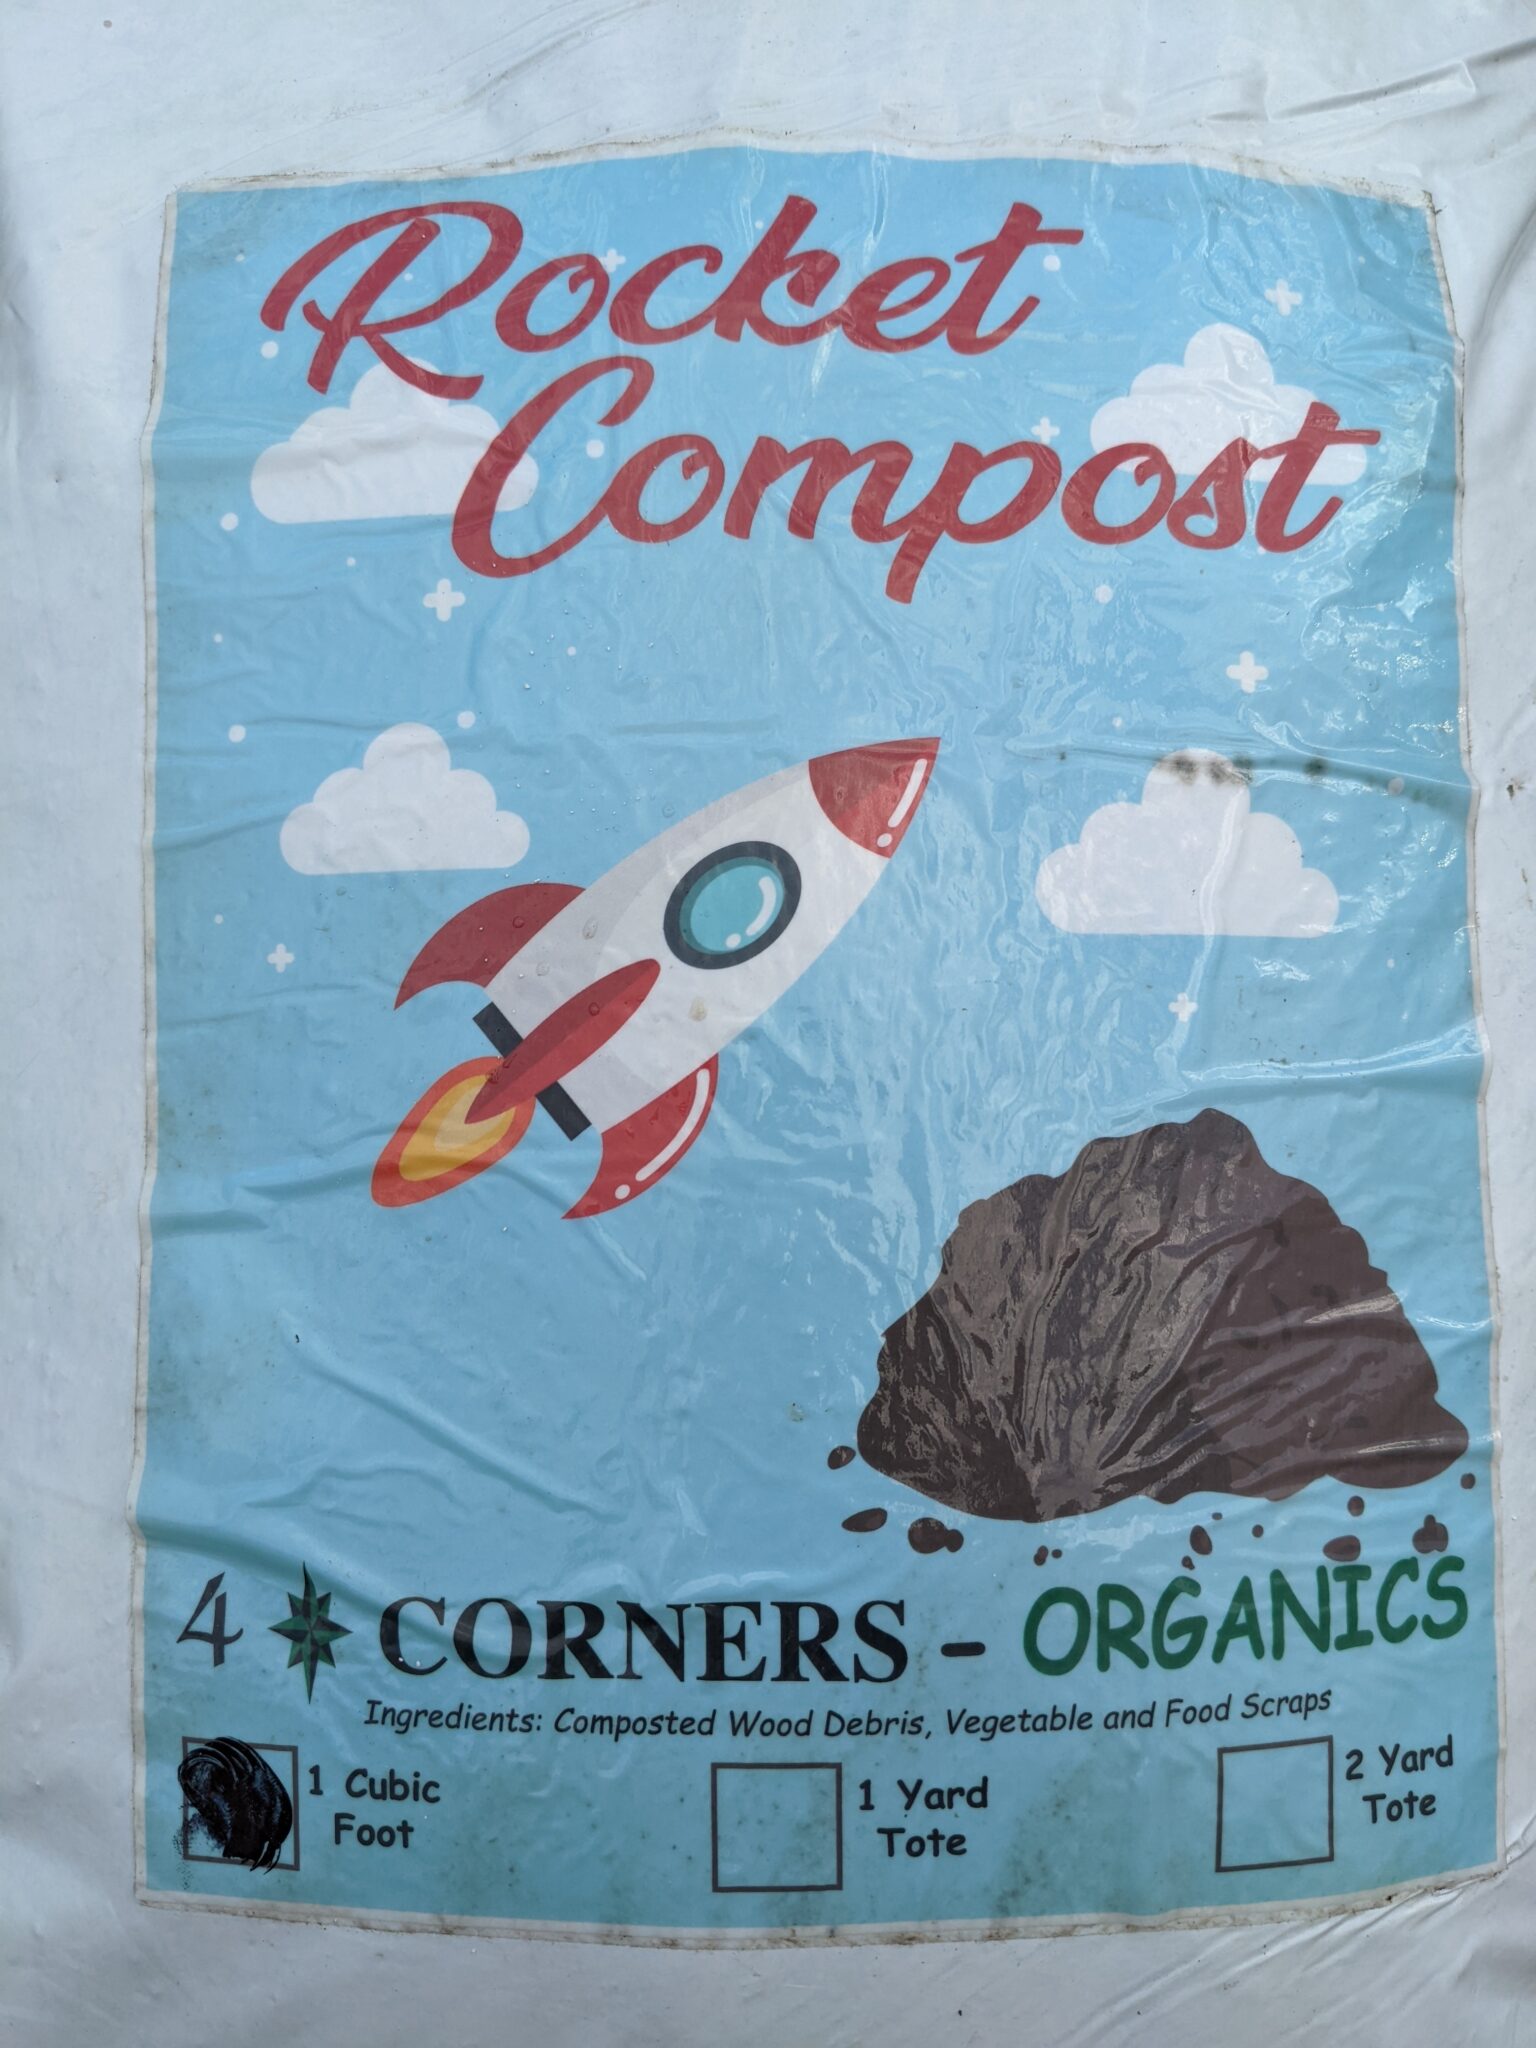 Rocket
Compost
4 CORNERS - ORGANICS
Ingredients: Composted Wood Debris, Vegetable and Food Scraps
1 Cubic
Foot
1 Yard
Tote
2 Yard
Tote